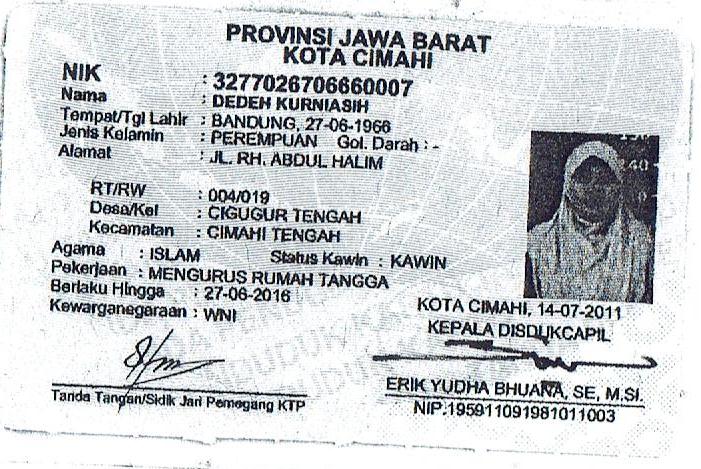 PROVINSI JAWA BARAT
KOTA CIMAHI
NIK : 3277026706660007
Nama : DEDEH KURNIASIH
Tempat/Tgl Lahir : BANDUNG, 27-06-1966
Jenis Kelamin : PEREMPUAN Gol. Darah : -
Alamat : JL. RH. ABDUL HALIM
RT/RW : 004/019
Desa/Kel : CIGUGUR TENGAH
Kecamatan : CIMAHI TENGAH
Agama : ISLAM Status Kawin : KAWIN
Pekerjaan : MENGURUS RUMAH TANGGA
Berlaku Hingga : 27-06-2016
Kewarganegaraan : WNI
KOTA CIMAHI, 14-07-2011
KEPALA DISDUKCAPIL
ERIK YUDHA BHUANA, SE, M.SI.
NIP.195911091981011003
Tanda Tangan/Sidik Jari Pemegang KTP